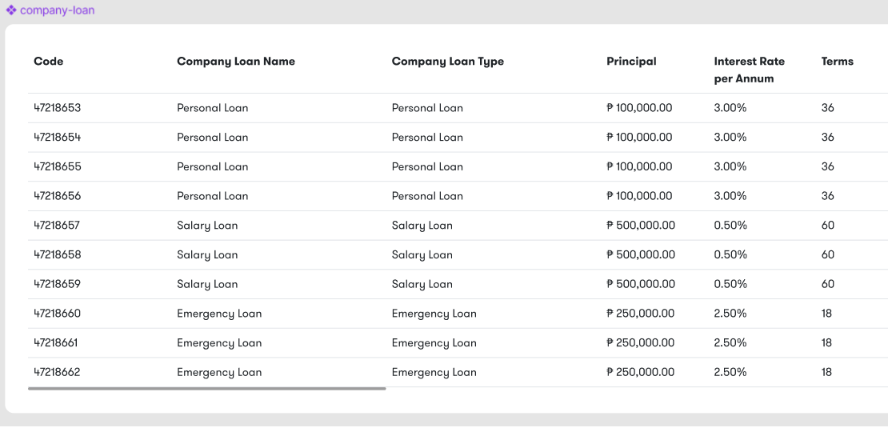 company-loan
Code Company Loan Name Company Loan Type Principal Interest Rate per Annum Terms
47218653 Personal Loan Personal Loan ₱ 100,000.00 3.00% 36
47218654 Personal Loan Personal Loan ₱ 100,000.00 3.00% 36
47218655 Personal Loan Personal Loan ₱ 100,000.00 3.00% 36
47218656 Personal Loan Personal Loan ₱ 100,000.00 3.00% 36
47218657 Salary Loan Salary Loan ₱ 500,000.00 0.50% 60
47218658 Salary Loan Salary Loan ₱ 500,000.00 0.50% 60
47218659 Salary Loan Salary Loan ₱ 500,000.00 0.50% 60
47218660 Emergency Loan Emergency Loan ₱ 250,000.00 2.50% 18
47218661 Emergency Loan Emergency Loan ₱ 250,000.00 2.50% 18
47218662 Emergency Loan Emergency Loan ₱ 250,000.00 2.50% 18